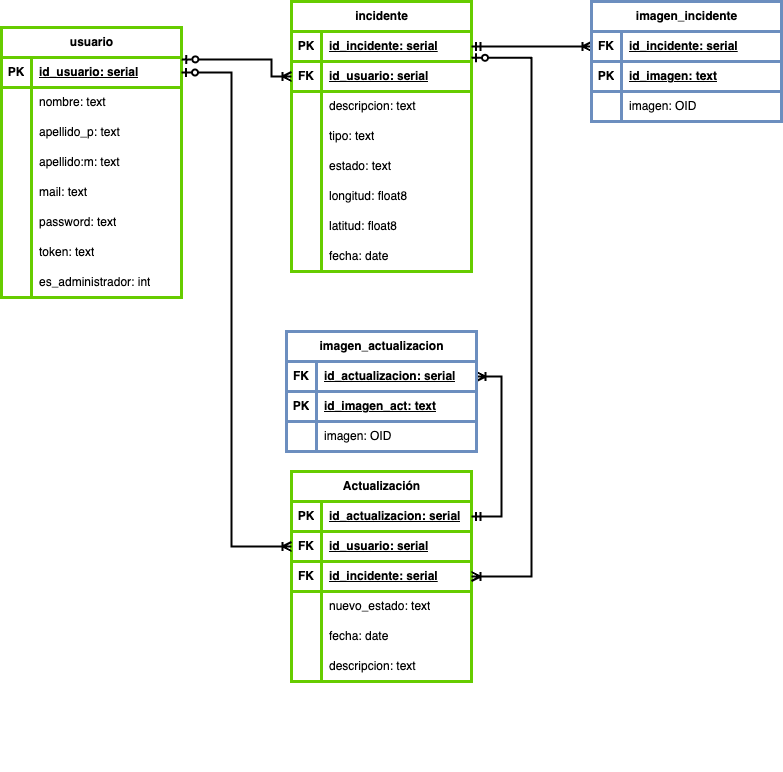 usuario
PK id_usuario: serial
nombre: text
apellido_p: text
apellido:m: text
mail: text
password: text
token: text
es_administrador: int
incidente
PK id_incidente: serial
FK id_usuario: serial
descripcion: text
tipo: text
estado: text
longitud: float8
latitud: float8
fecha: date
imagen_incidente
FK id_incidente: serial
PK id_imagen: text
imagen: OID
imagen_actualizacion
FK id_actualizacion: serial
PK id_imagen_act: text
imagen: OID
Actualización
PK id_actualizacion: serial
FK id_usuario: serial
FK id_incidente: serial
nuevo_estado: text
fecha: date
descripcion: text